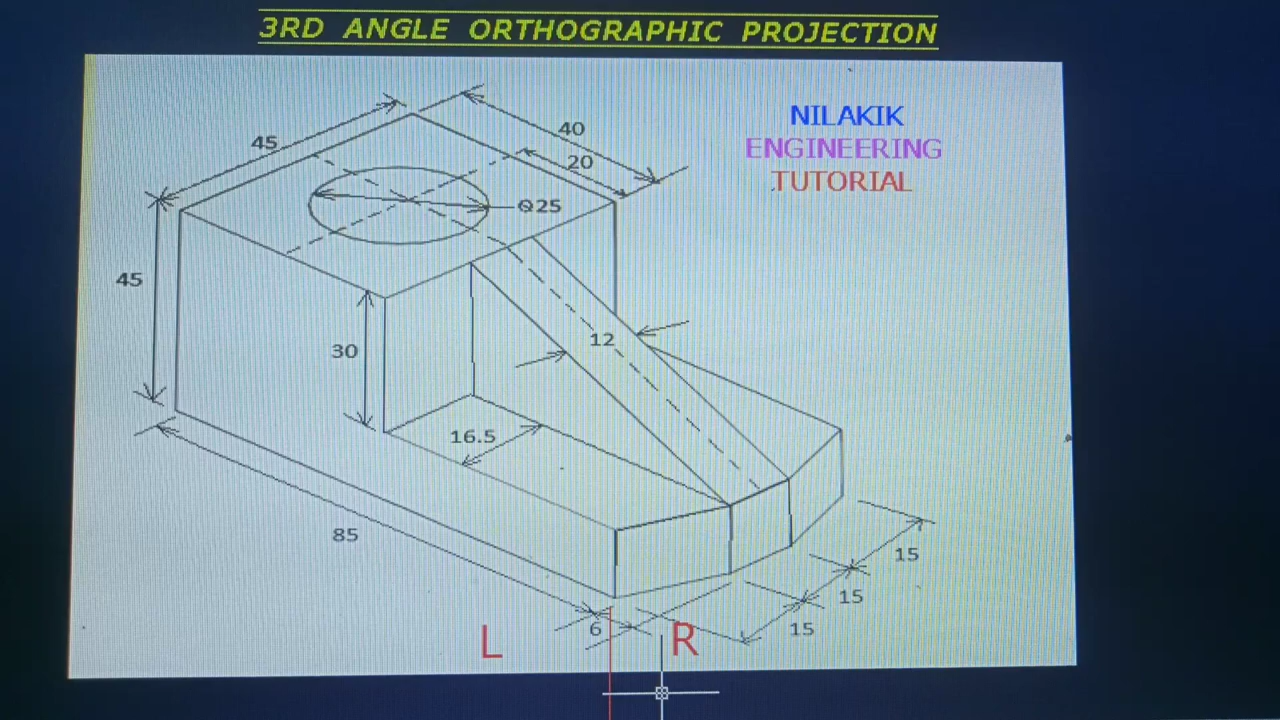 3RD ANGLE ORTHOGRAPHIC PROJECTION
NILAKIK
ENGINEERING
TUTORIAL
45
40
20
Ø25
45
30
12
16.5
85
15
15
15
6
L
R